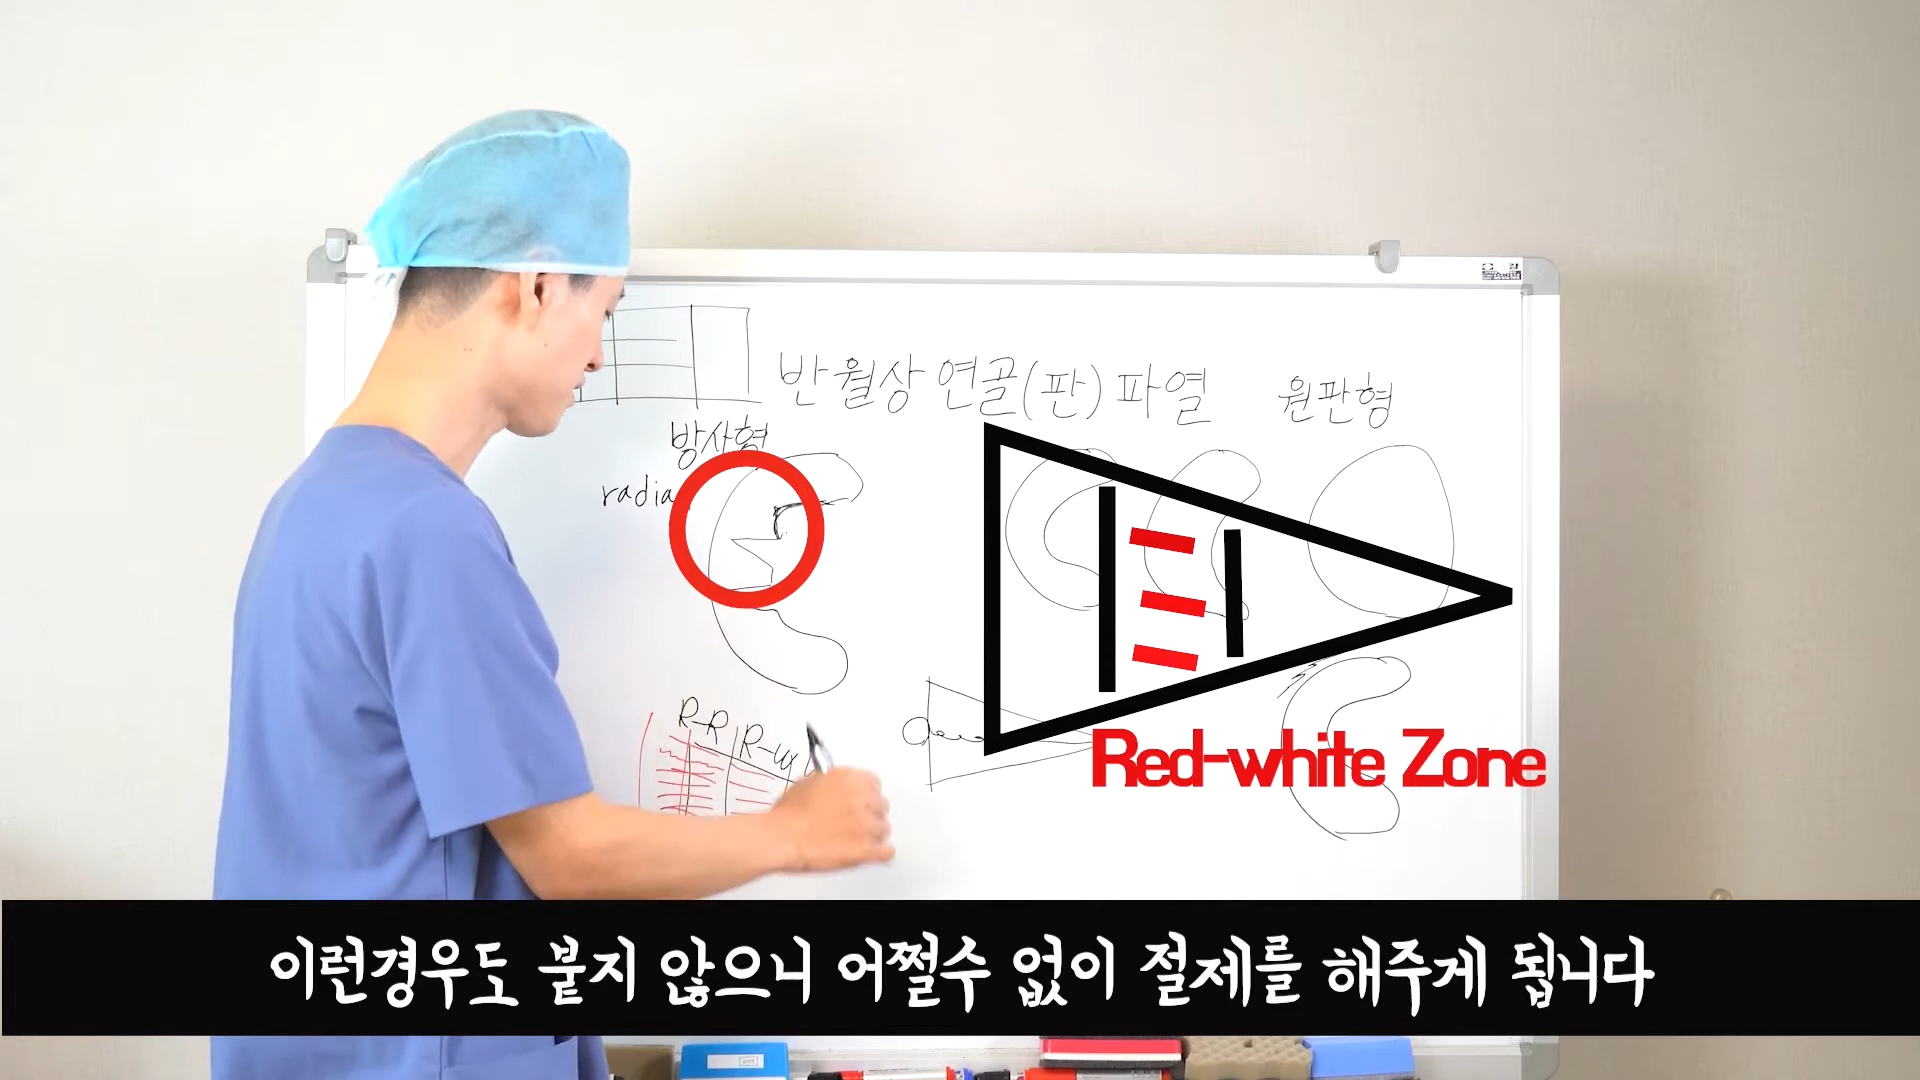 반월상 연골(판) 파열
원판형
방사형
radia
R-R
R-w
Red-white Zone
이런경우도 붙지 않으니 어쩔수 없이 절제를 해주게 됩니다